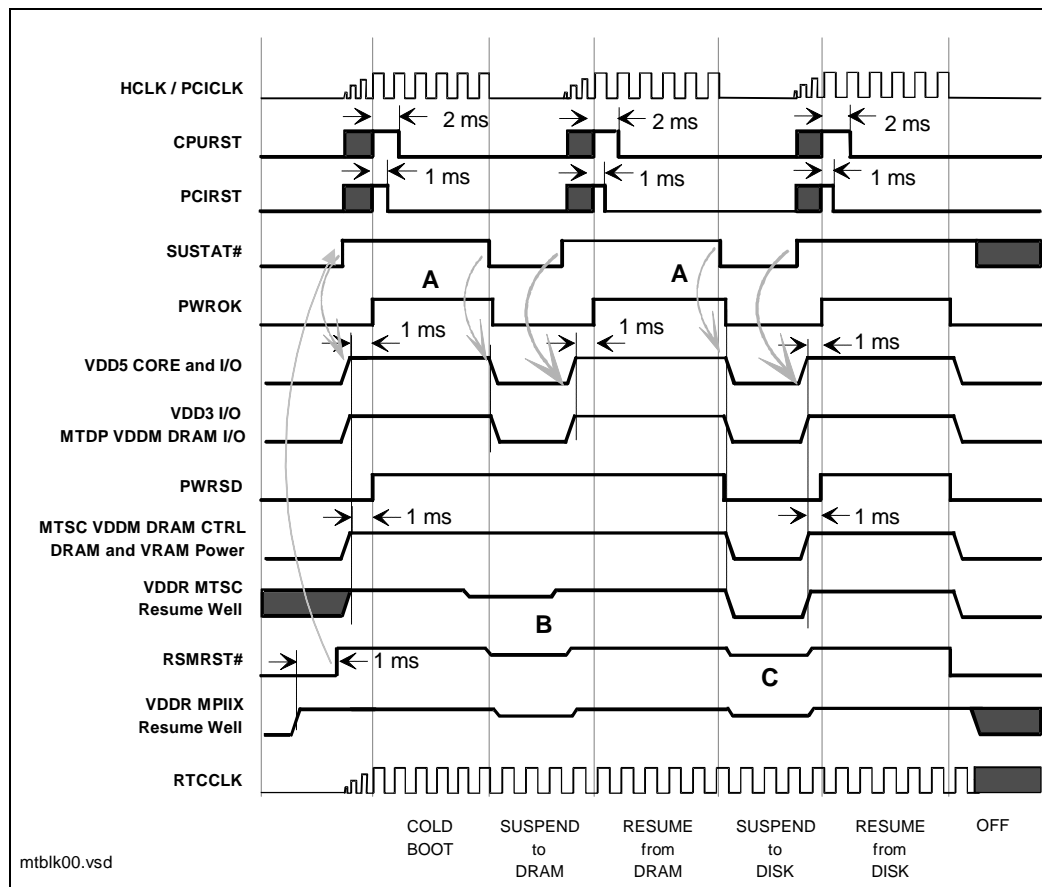 HCLK / PCICLK
2 ms
2 ms
2 ms
CPURST
1 ms
1 ms
1 ms
PCIRST
SUSTAT#
A
A
PWROK
1 ms
1 ms
1 ms
VDD5 CORE and I/O
VDD3 I/O
MTDP VDDM DRAM I/O
PWRSD
1 ms
1 ms
MTSC VDDM DRAM CTRL
DRAM and VRAM Power
VDDR MTSC
Resume Well
B
RSMRST#
1 ms
C
VDDR MPIIX
Resume Well
RTCCLK
COLD
BOOT
SUSPEND
to
DRAM
RESUME
from
DRAM
SUSPEND
to
DISK
RESUME
from
DISK
OFF
mtblk00.vsd